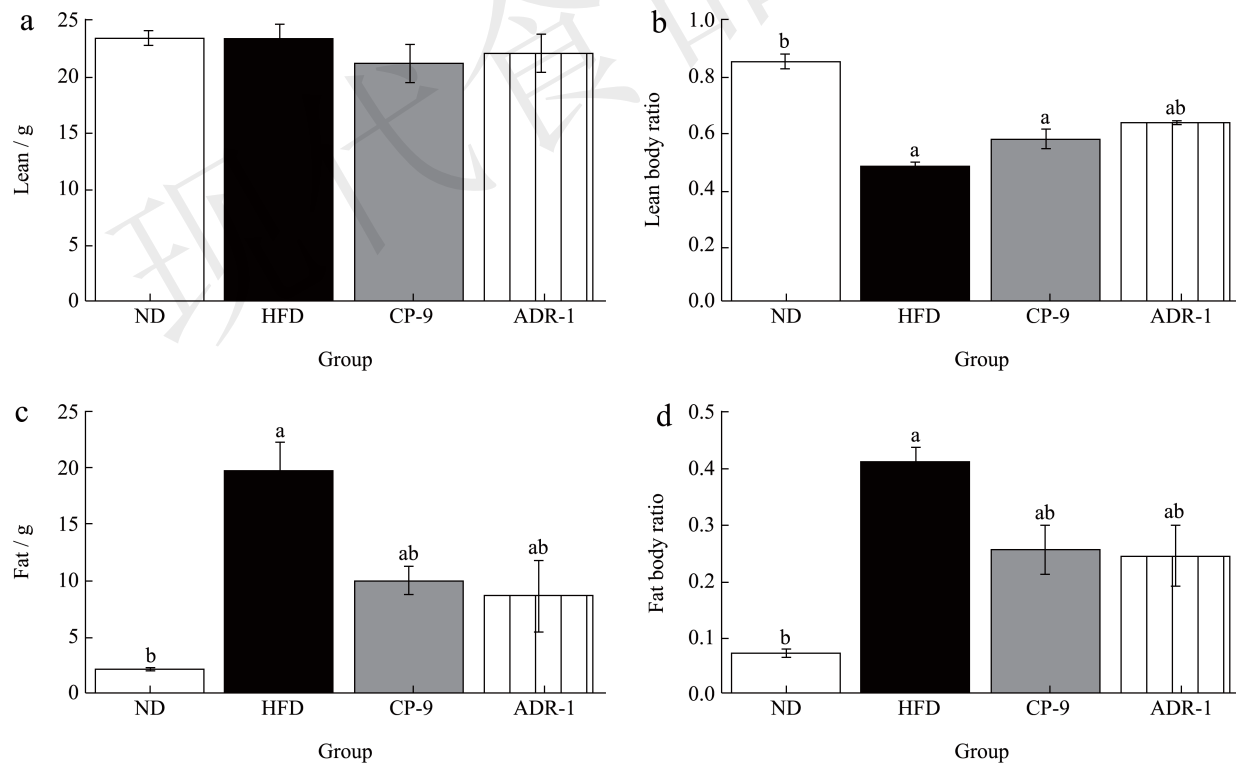 a
25
20
15
10
5
0
Lean / g
ND HFD CP-9 ADR-1
Group
b
1.0
0.8
0.6
0.4
0.2
0.0
Lean body ratio
b
a
a
ab
ND HFD CP-9 ADR-1
Group
c
25
20
15
10
5
0
Fat / g
b
a
ab
ab
ND HFD CP-9 ADR-1
Group
d
0.5
0.4
0.3
0.2
0.1
0.0
Fat body ratio
b
a
ab
ab
ND HFD CP-9 ADR-1
Group
现代食